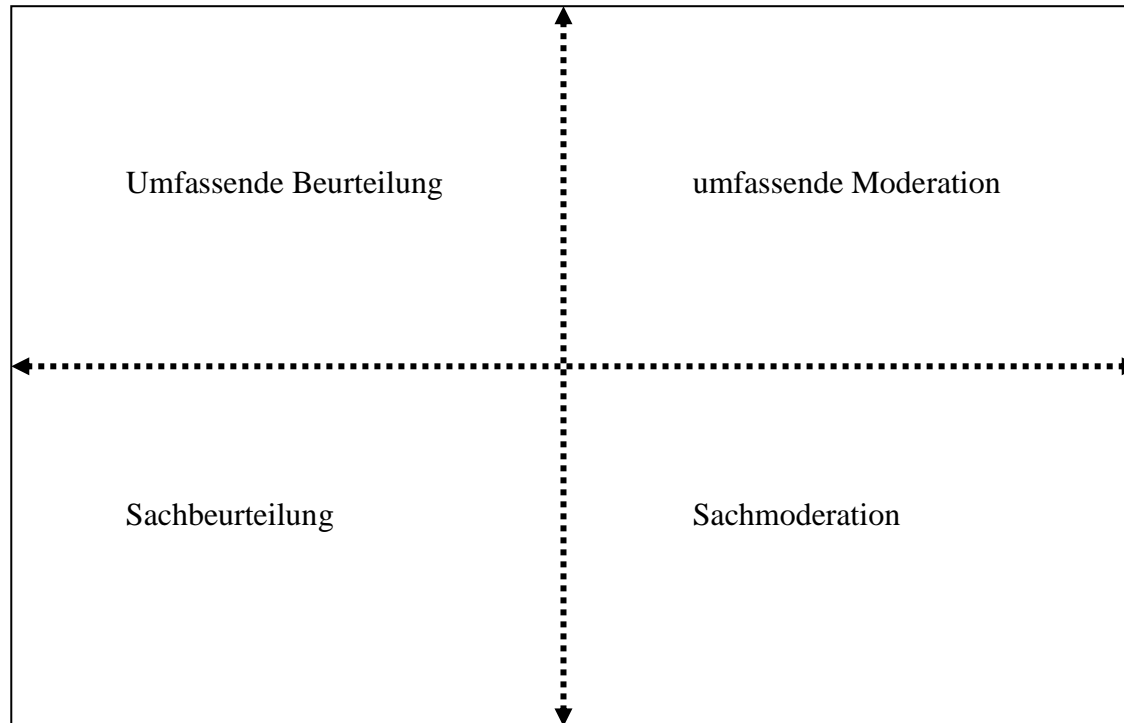 Umfassende Beurteilung
umfassende Moderation
Sachbeurteilung
Sachmoderation